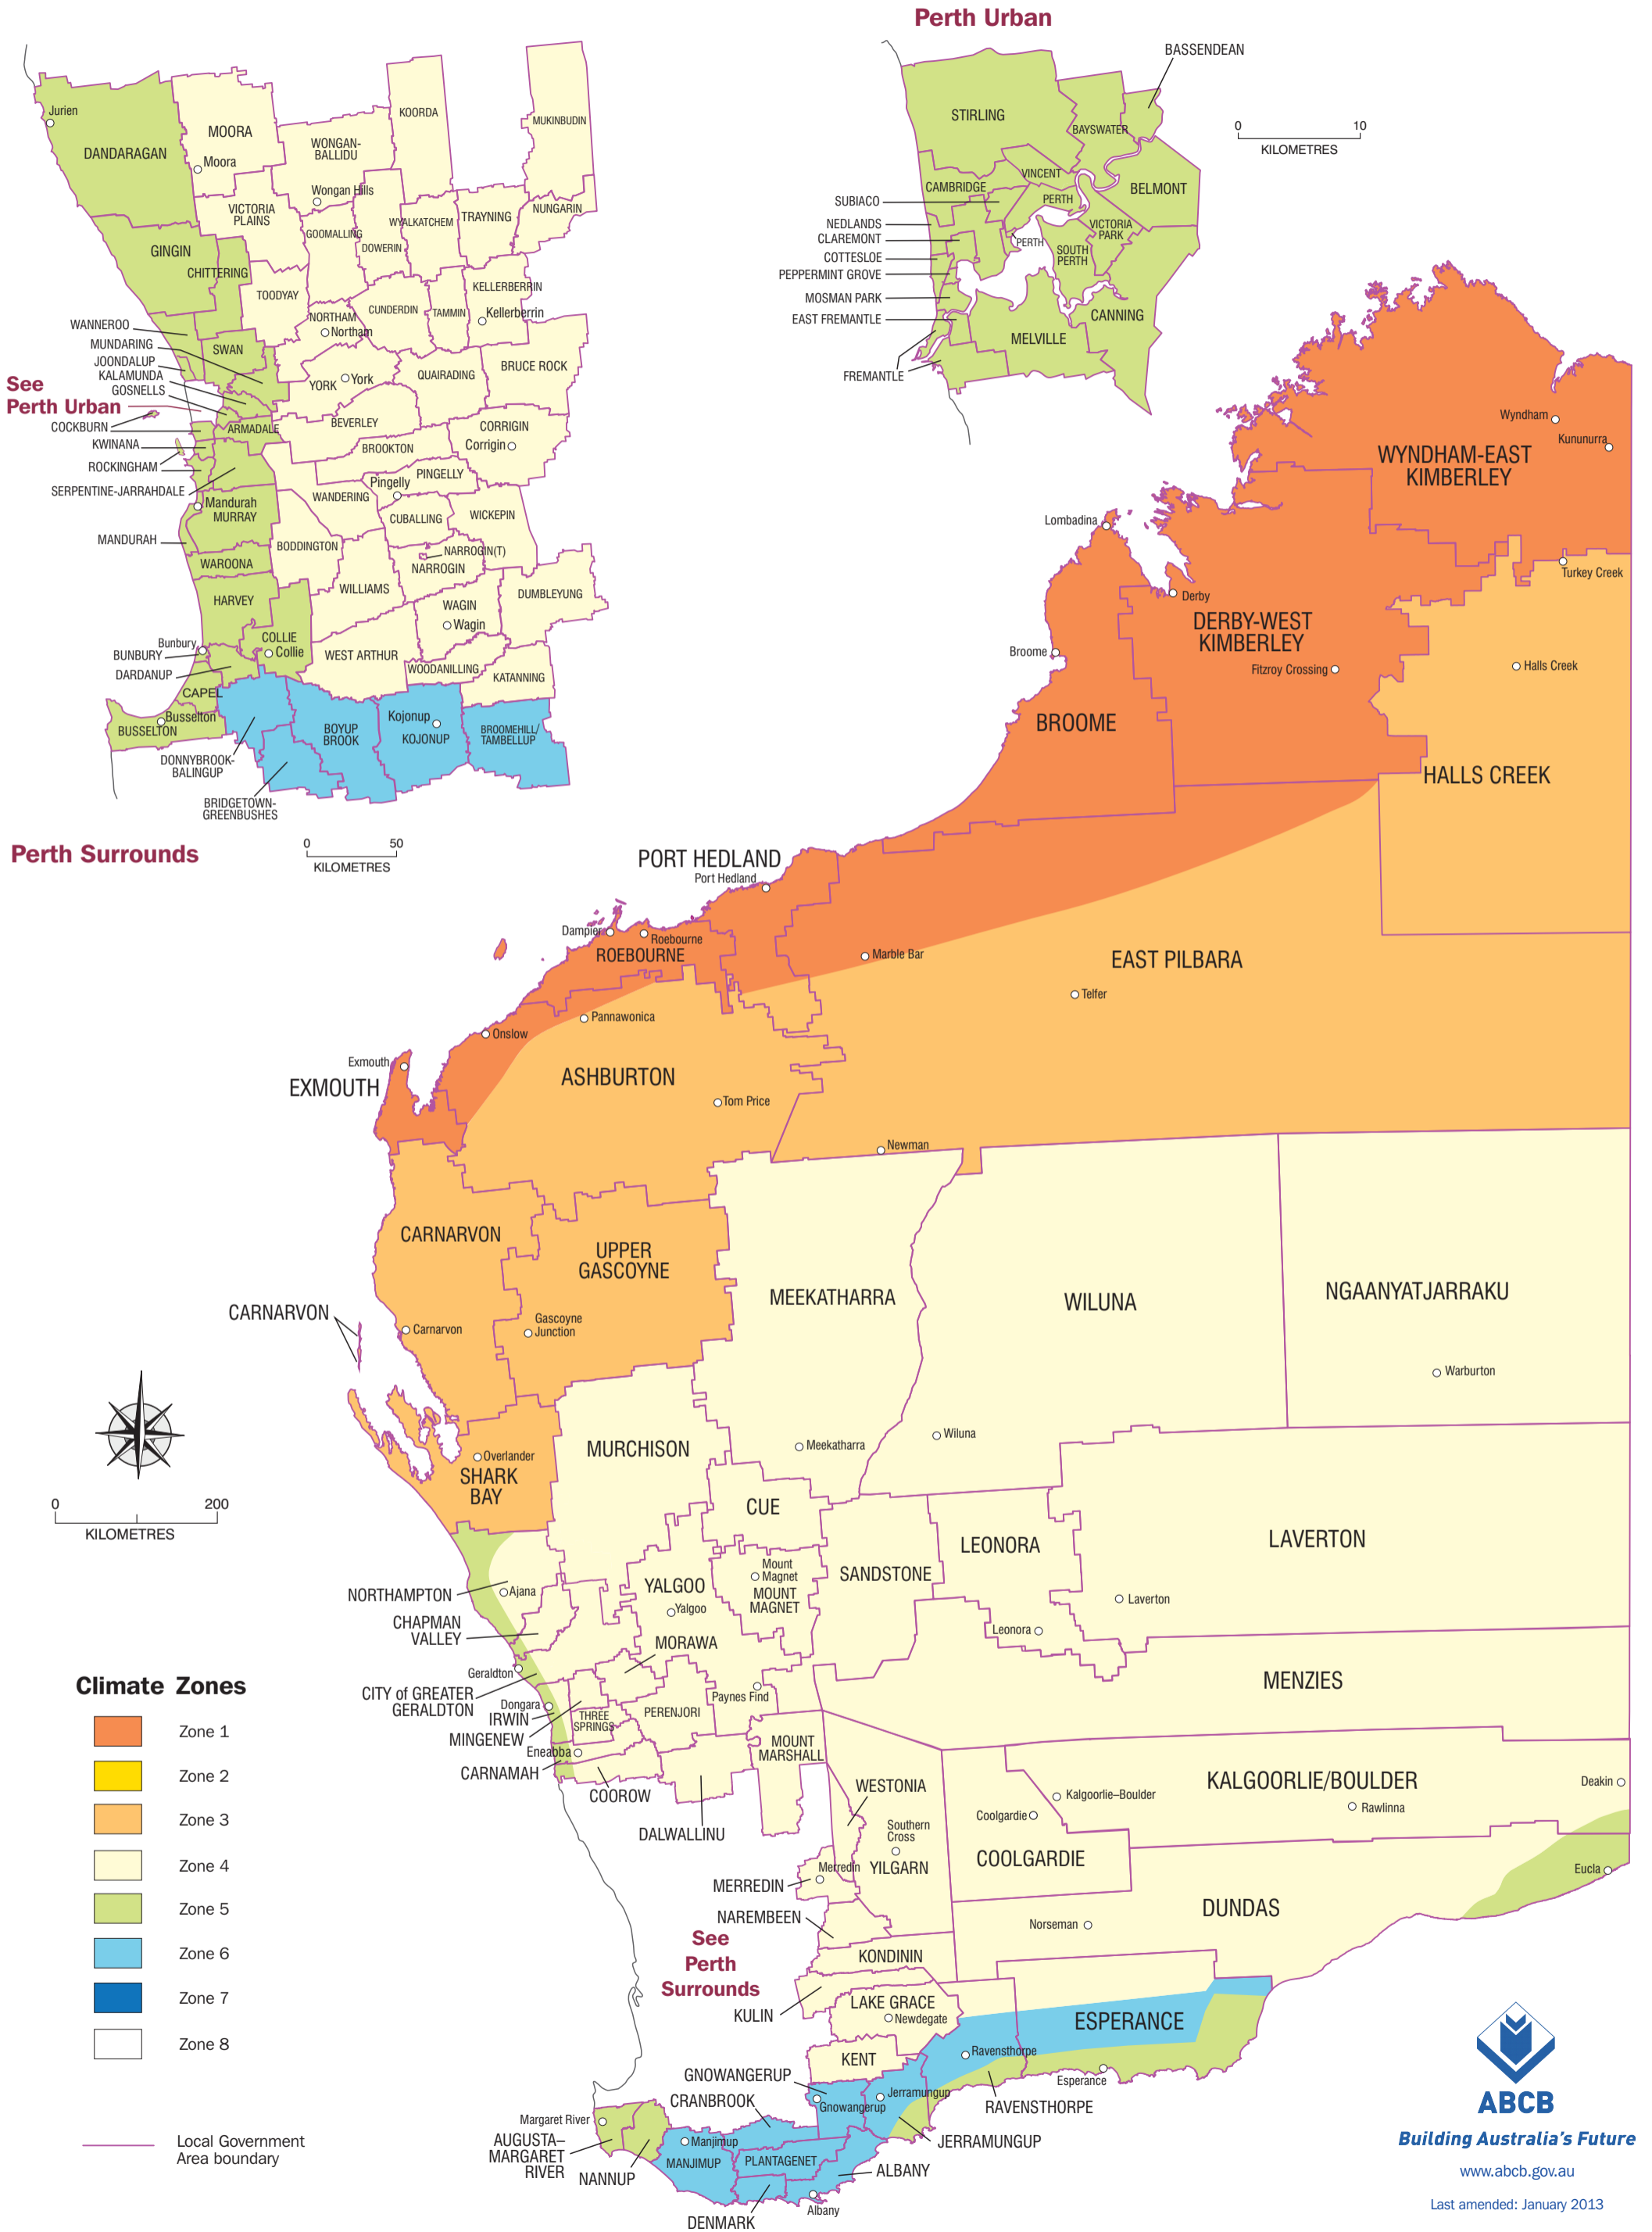 Perth Urban
BASSENDEAN
STIRLING
BAYSWATER
0 10
KILOMETRES
VINCENT
CAMBRIDGE
BELMONT
SUBIACO
PERTH
NEDLANDS
VICTORIA
PARK
CLAREMONT
PERTH
SOUTH
PERTH
COTTESLOE
PEPPERMINT GROVE
MOSMAN PARK
CANNING
EAST FREMANTLE
MELVILLE
FREMANTLE
Jurien
DANDARAGAN
MOORA
Moora
KOORDA
MUKINBUDIN
WONGAN-
BALLIDU
Wongan Hills
VICTORIA
PLAINS
GOOMALLING
DOWERIN
WYALKATCHEM
TRAYNING
NUNGARIN
GINGIN
CHITTERING
TOODYAY
KELLERBERRIN
Kellerberrin
NORTHAM
Northam
CUNDERDIN
TAMMIN
WANNEROO
MUNDARING
SWAN
JOONDALUP
KALAMUNDA
GOSNELLS
See
Perth Urban
YORK
York
QUAIRADING
BRUCE ROCK
COCKBURN
ARMADALE
BEVERLEY
CORRIGIN
Corrigin
KWINANA
BROOKTON
ROCKINGHAM
PINGELLY
Pingelly
SERPENTINE-JARRAHDALE
WANDERING
Mandurah
MURRAY
CUBALLING
WICKEPIN
MANDURAH
BODDINGTON
NARROGIN(T)
NARROGIN
WAROONA
WILLIAMS
HARVEY
DUMBLEYUNG
WAGIN
Wagin
Bunbury
BUNBURY
COLLIE
Collie
DARDANUP
WEST ARTHUR
WOODANILLING
KATANNING
CAPEL
Busselton
BUSSELTON
BOYUP
BROOK
Kojonup
KOJONUP
BROOMEHILL/
TAMBELLUP
DONNYBROOK-
BALINGUP
BRIDGETOWN-
GREENBUSHES
Perth Surrounds
0 50
KILOMETRES
Wyndham
Kununurra
WYNDHAM-EAST
KIMBERLEY
Lombadina
Turkey Creek
Derby
DERBY-WEST
KIMBERLEY
Broome
Fitzroy Crossing
Halls Creek
BROOME
HALLS CREEK
PORT HEDLAND
Port Hedland
Dampier
Roebourne
ROEBOURNE
Marble Bar
EAST PILBARA
Telfer
Pannawonica
Onslow
Exmouth
EXMOUTH
ASHBURTON
Tom Price
Newman
CARNARVON
UPPER
GASCOYNE
MEEKATHARRA
WILUNA
NGAANYATJARRAKU
CARNARVON
Carnarvon
Gascoyne
Junction
Warburton
MURCHISON
Meekatharra
Wiluna
Overlander
SHARK
BAY
0 200
KILOMETRES
CUE
LEONORA
LAVERTON
NORTHAMPTON
Ajana
YALGOO
Yalgoo
Mount
Magnet
MOUNT
MAGNET
SANDSTONE
Laverton
CHAPMAN
VALLEY
Leonora
MORAWA
Geraldton
MENZIES
CITY of GREATER
GERALDTON
Dongara
IRWIN
MINGENEW
THREE
SPRINGS
PERENJORI
Paynes Find
Eneabba
CARNAMAH
COOROW
MOUNT
MARSHALL
DALWALLINU
WESTONIA
KALGOORLIE/BOULDER
Kalgoorlie–Boulder
Deakin
Rawlinna
Coolgardie
Southern
Cross
COOLGARDIE
Merredin
YILGARN
MERREDIN
Eucla
NAREMBEEN
Norseman
DUNDAS
See
Perth
Surrounds
KONDININ
KULIN
LAKE GRACE
Newdegate
ESPERANCE
KENT
Ravensthorpe
GNOWANGERUP
Esperance
CRANBROOK
Jerramungup
Gnowangerup
RAVENSTHORPE
Margaret River
AUGUSTA–
MARGARET
RIVER
NANNUP
Manjimup
MANJIMUP
PLANTAGENET
JERRAMUNGUP
ALBANY
Albany
DENMARK
Climate Zones
Zone 1
Zone 2
Zone 3
Zone 4
Zone 5
Zone 6
Zone 7
Zone 8
Local Government
Area boundary
ABCB
Building Australia's Future
www.abcb.gov.au
Last amended: January 2013